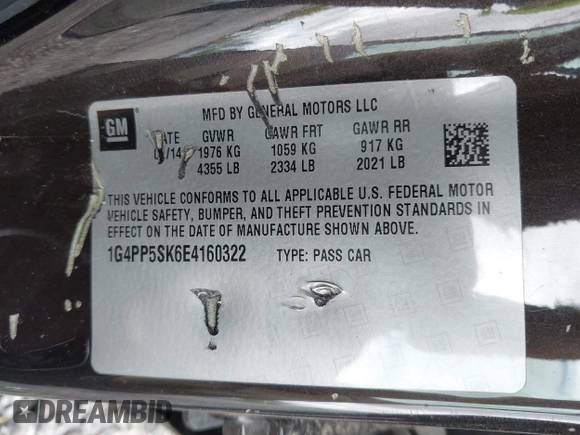 GM
MFD BY GENERAL MOTORS LLC
DATE GVWR GAWR FRT GAWR RR
/14 1976 KG 1059 KG 917 KG
4355 LB 2334 LB 2021 LB
THIS VEHICLE CONFORMS TO ALL APPLICABLE U.S. FEDERAL MOTOR
VEHICLE SAFETY, BUMPER, AND THEFT PREVENTION STANDARDS IN
EFFECT ON THE DATE OF MANUFACTURE SHOWN ABOVE.
1G4PP5SK6E4160322 TYPE: PASS CAR
DREAMBID